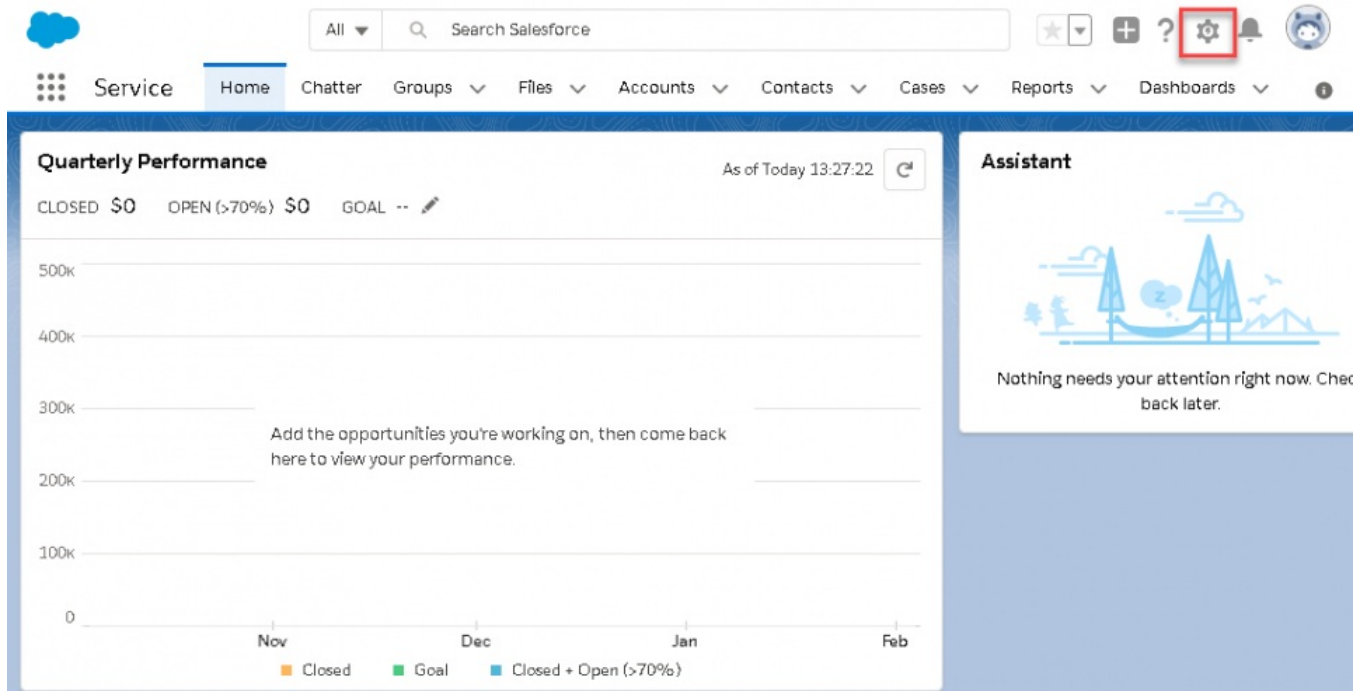 All
Search Salesforce
Service Home Chatter Groups Files Accounts Contacts Cases Reports Dashboards
Quarterly Performance
As of Today 13:27:22
CLOSED $0 OPEN (>70%) $0 GOAL --
500K
400K
300K
200K
100K
0
Add the opportunities you're working on, then come back
here to view your performance.
Nov Dec Jan Feb
Closed Goal Closed + Open (>70%)
Assistant
z
Nothing needs your attention right now. Chec
back later.